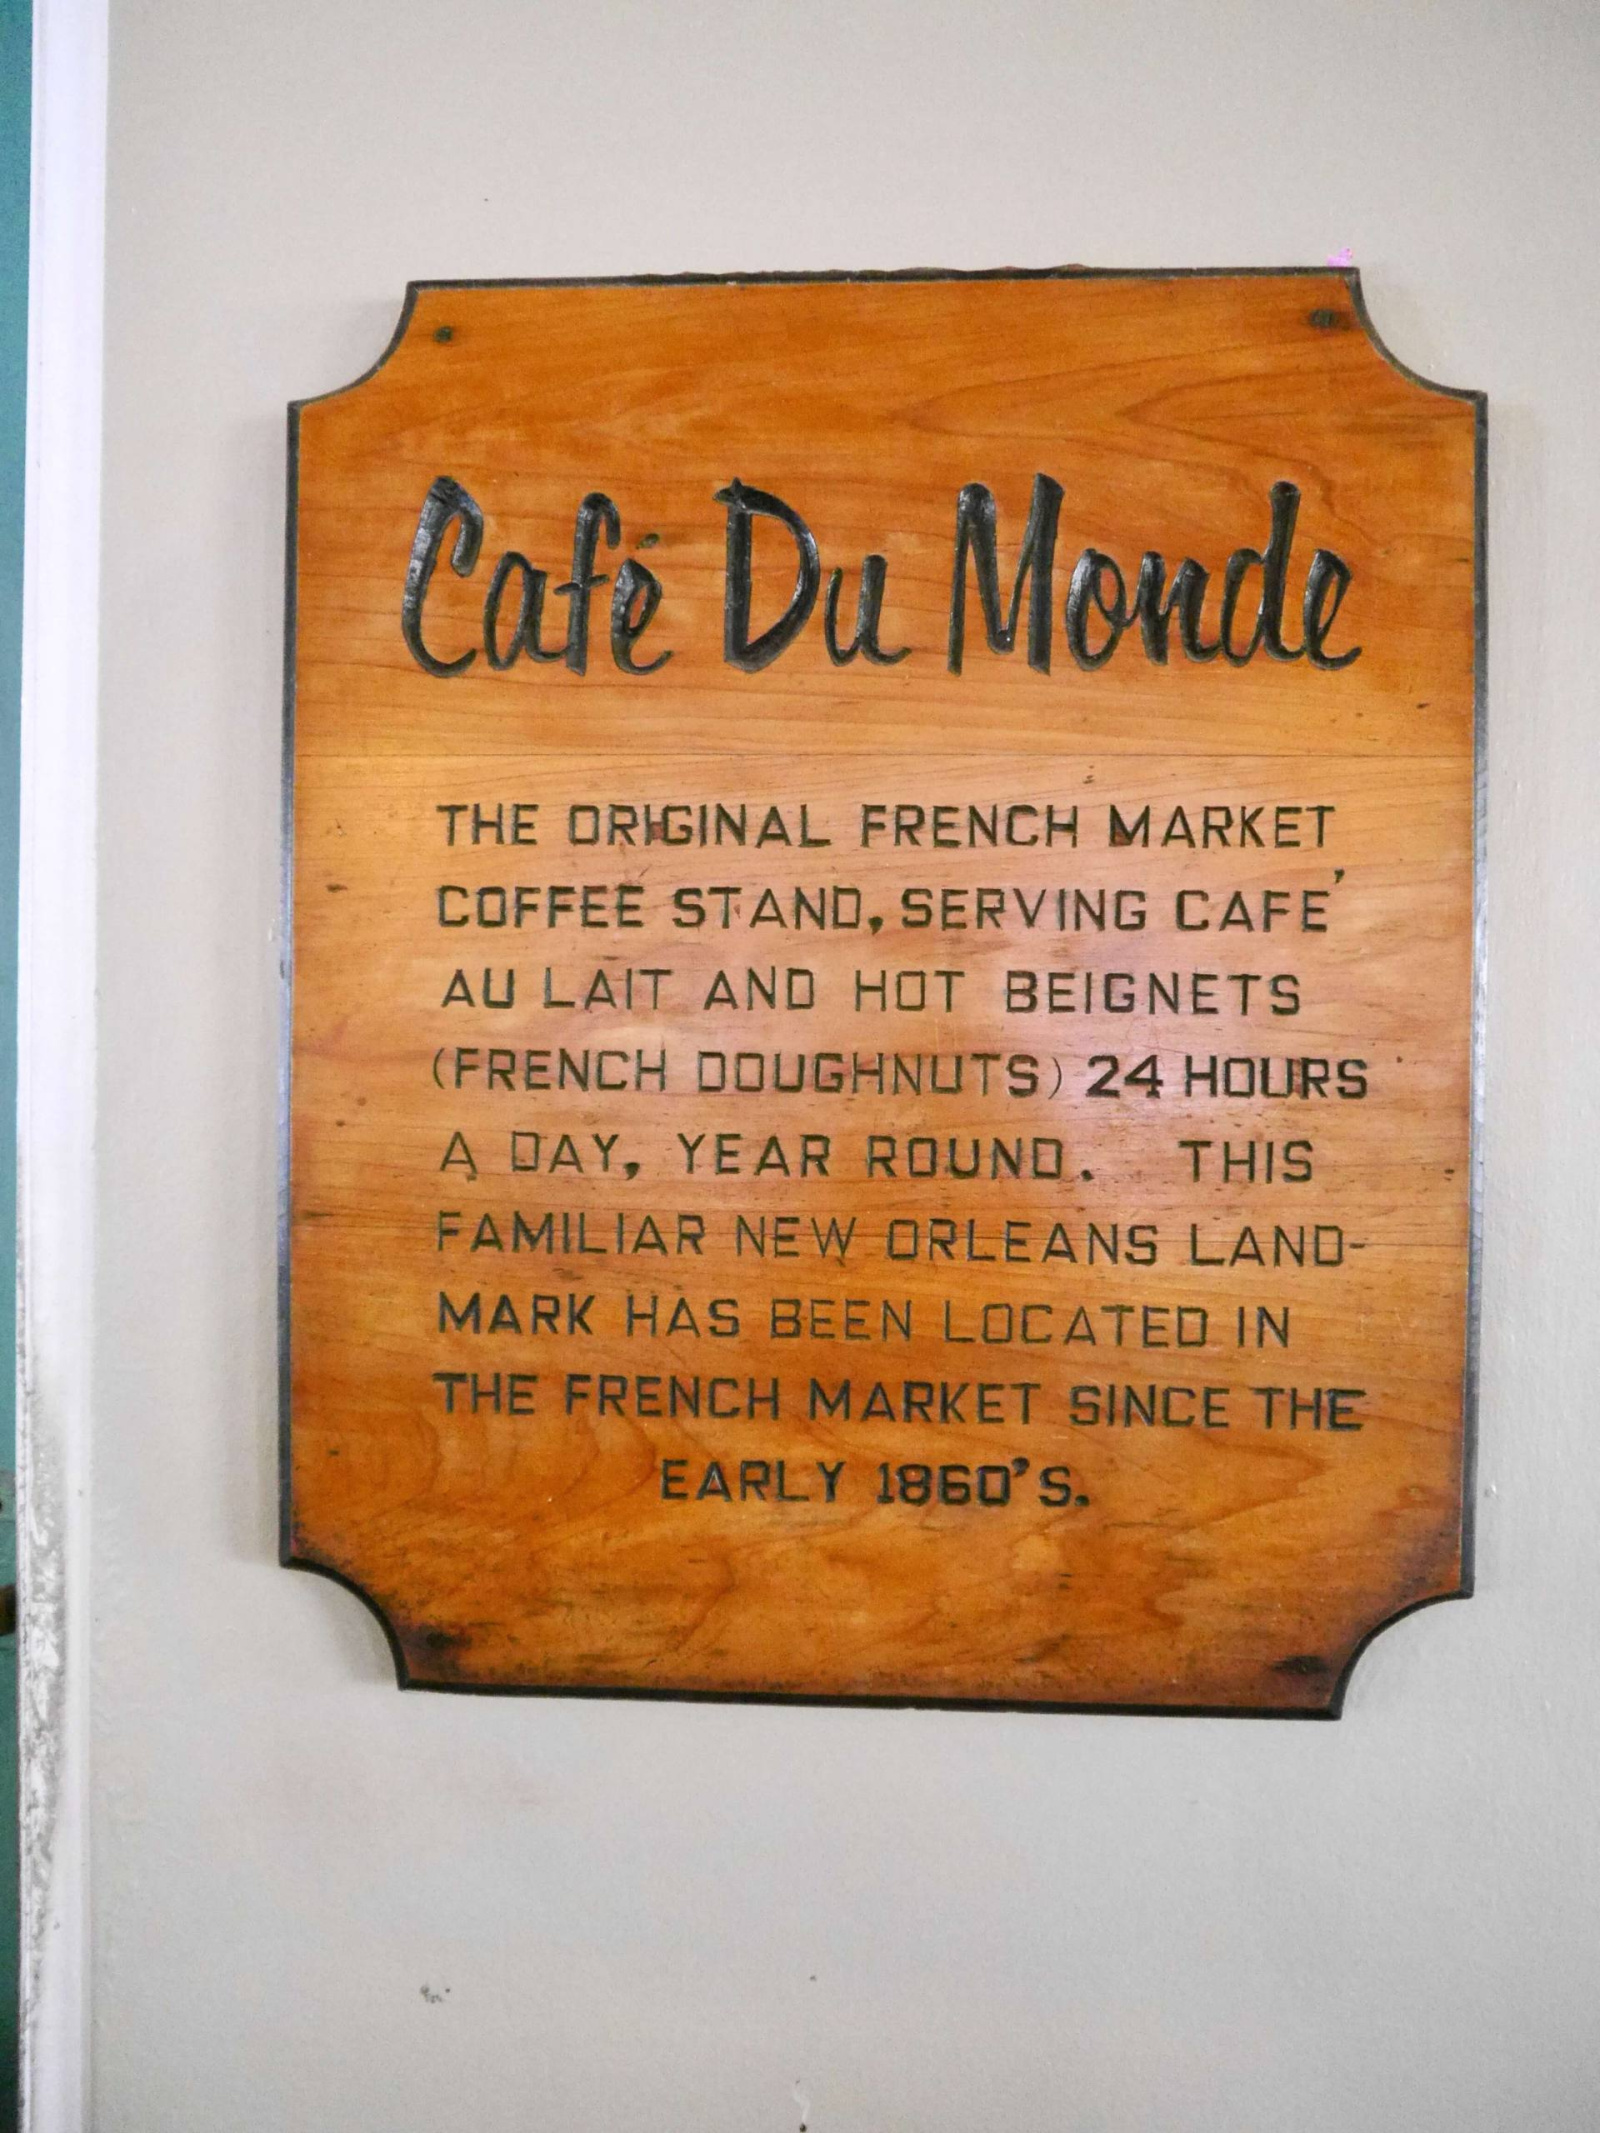 Café Du Monde
THE ORIGINAL FRENCH MARKET
COFFEE STAND, SERVING CAFÉ
AU LAIT AND HOT BEIGNETS
(FRENCH DOUGHNUTS) 24 HOURS
A DAY, YEAR ROUND. THIS
FAMILIAR NEW ORLEANS LAND-
MARK HAS BEEN LOCATED IN
THE FRENCH MARKET SINCE THE
EARLY 1860'S.